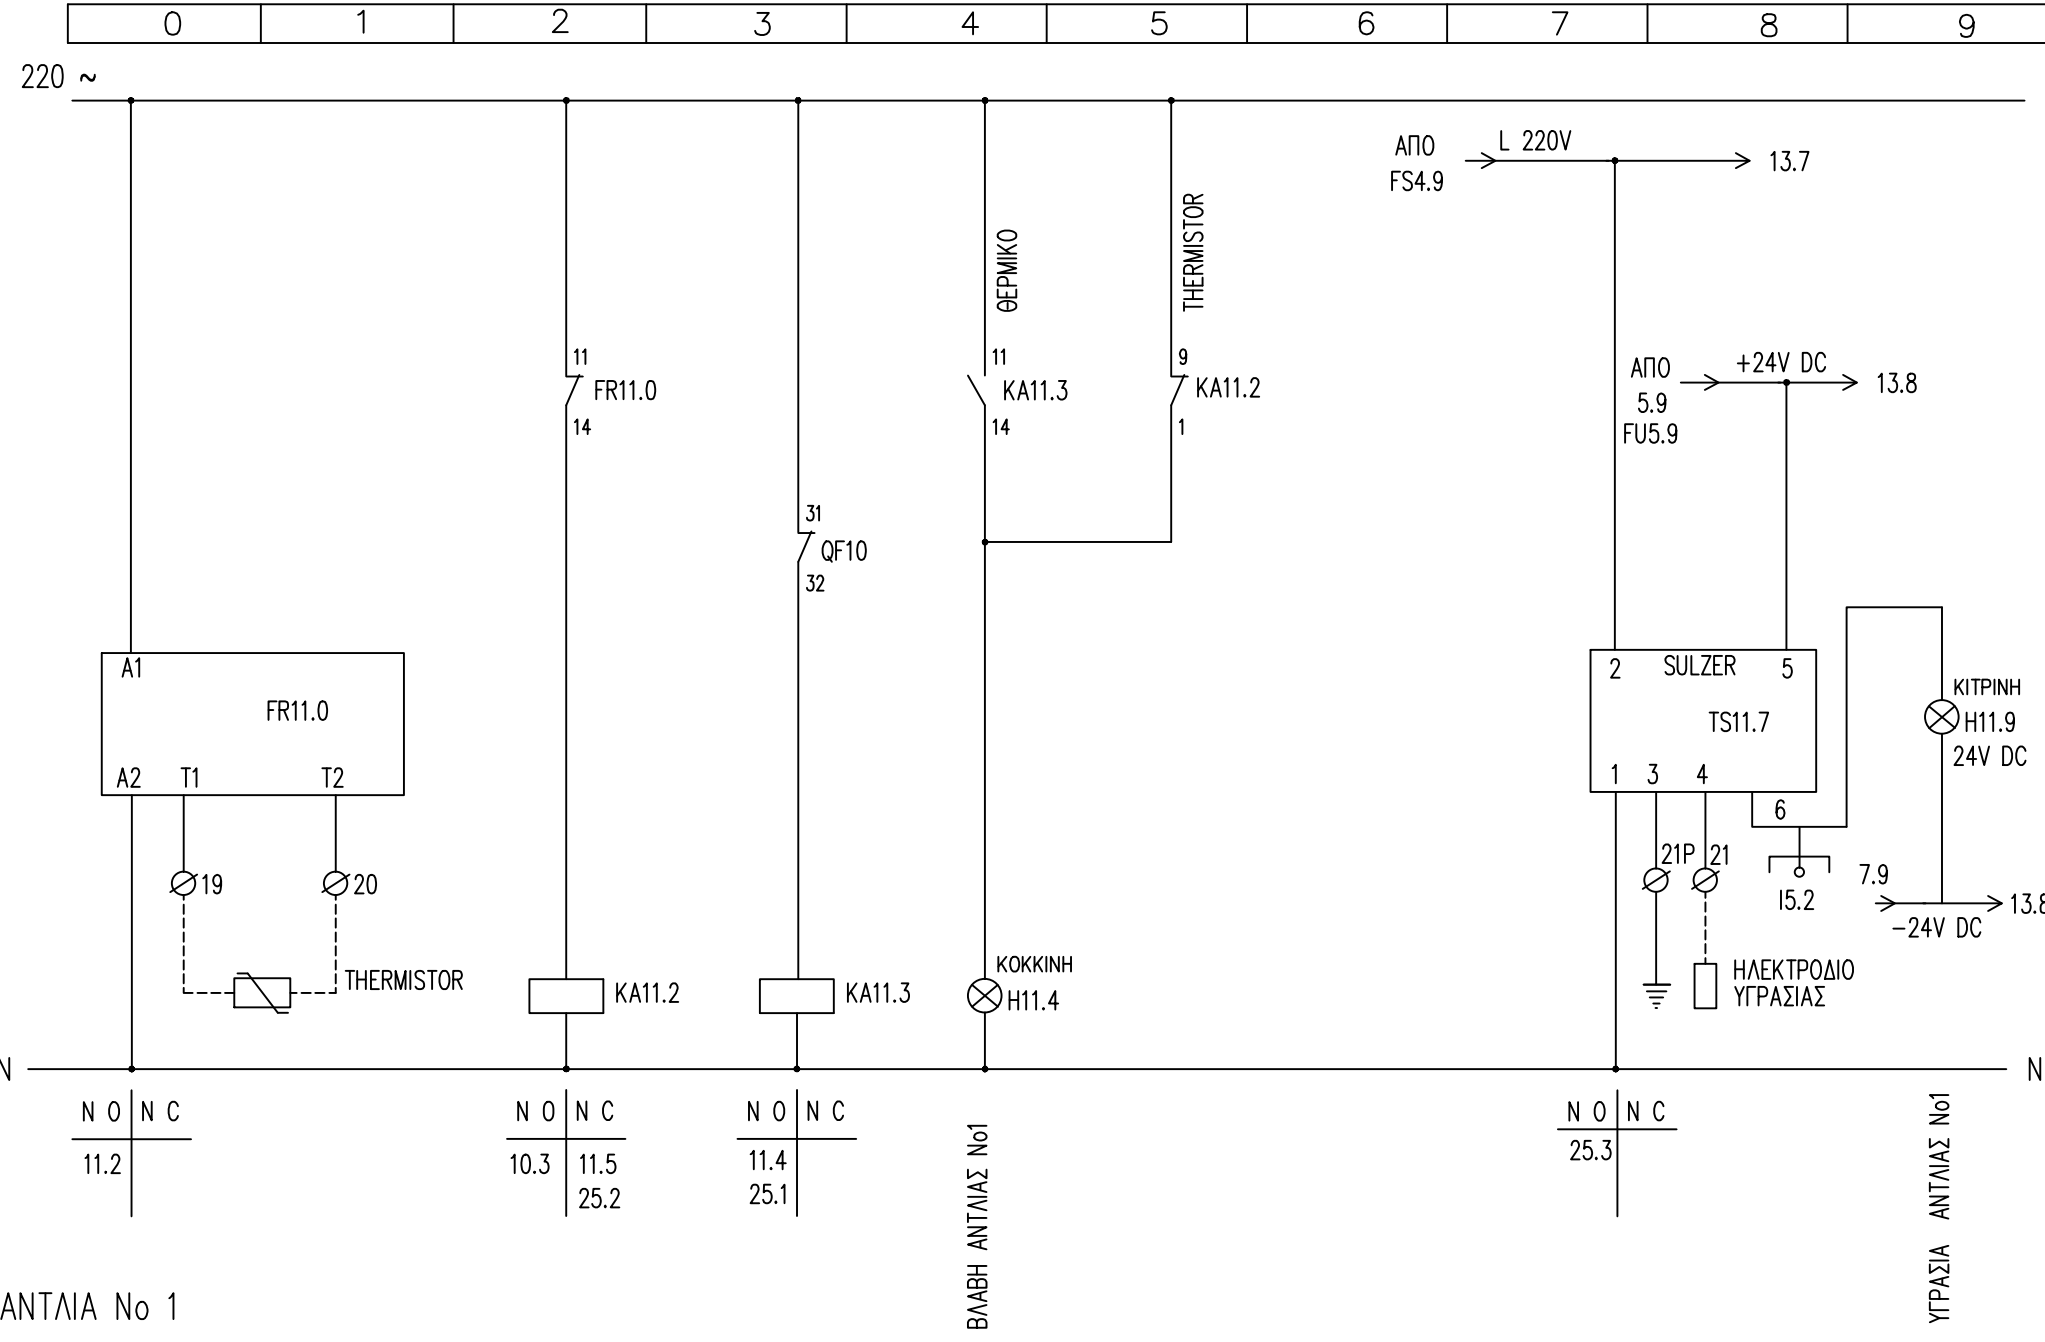 0 1 2 3 4 5 6 7 8 9
220 ~
ΑΠΟ
FS4.9
L 220V
13.7
ΘΕΡΜΙΚΟ
THERMISTOR
11
FR11.0
14
11
KA11.3
14
9
KA11.2
1
ΑΠΟ
5.9
FU5.9
+24V DC
13.8
31
QF10
32
A1
FR11.0
A2 T1 T2
19
20
THERMISTOR
2 SULZER 5
TS11.7
1 3 4
6
21P
21
I5.2
ΗΛΕΚΤΡΟΔΙΟ
ΥΓΡΑΣΙΑΣ
ΚΙΤΡΙΝΗ
H11.9
24V DC
7.9
-24V DC
13.8
KA11.2
KA11.3
ΚΟΚΚΙΝΗ
H11.4
N
N
N O N C
11.2
N O N C
10.3 11.5
25.2
N O N C
11.4
25.1
ΒΛΑΒΗ ΑΝΤΛΙΑΣ Νο1
N O N C
25.3
ΥΓΡΑΣΙΑ ΑΝΤΛΙΑΣ Νο1
ΑΝΤΛΙΑ Νο 1